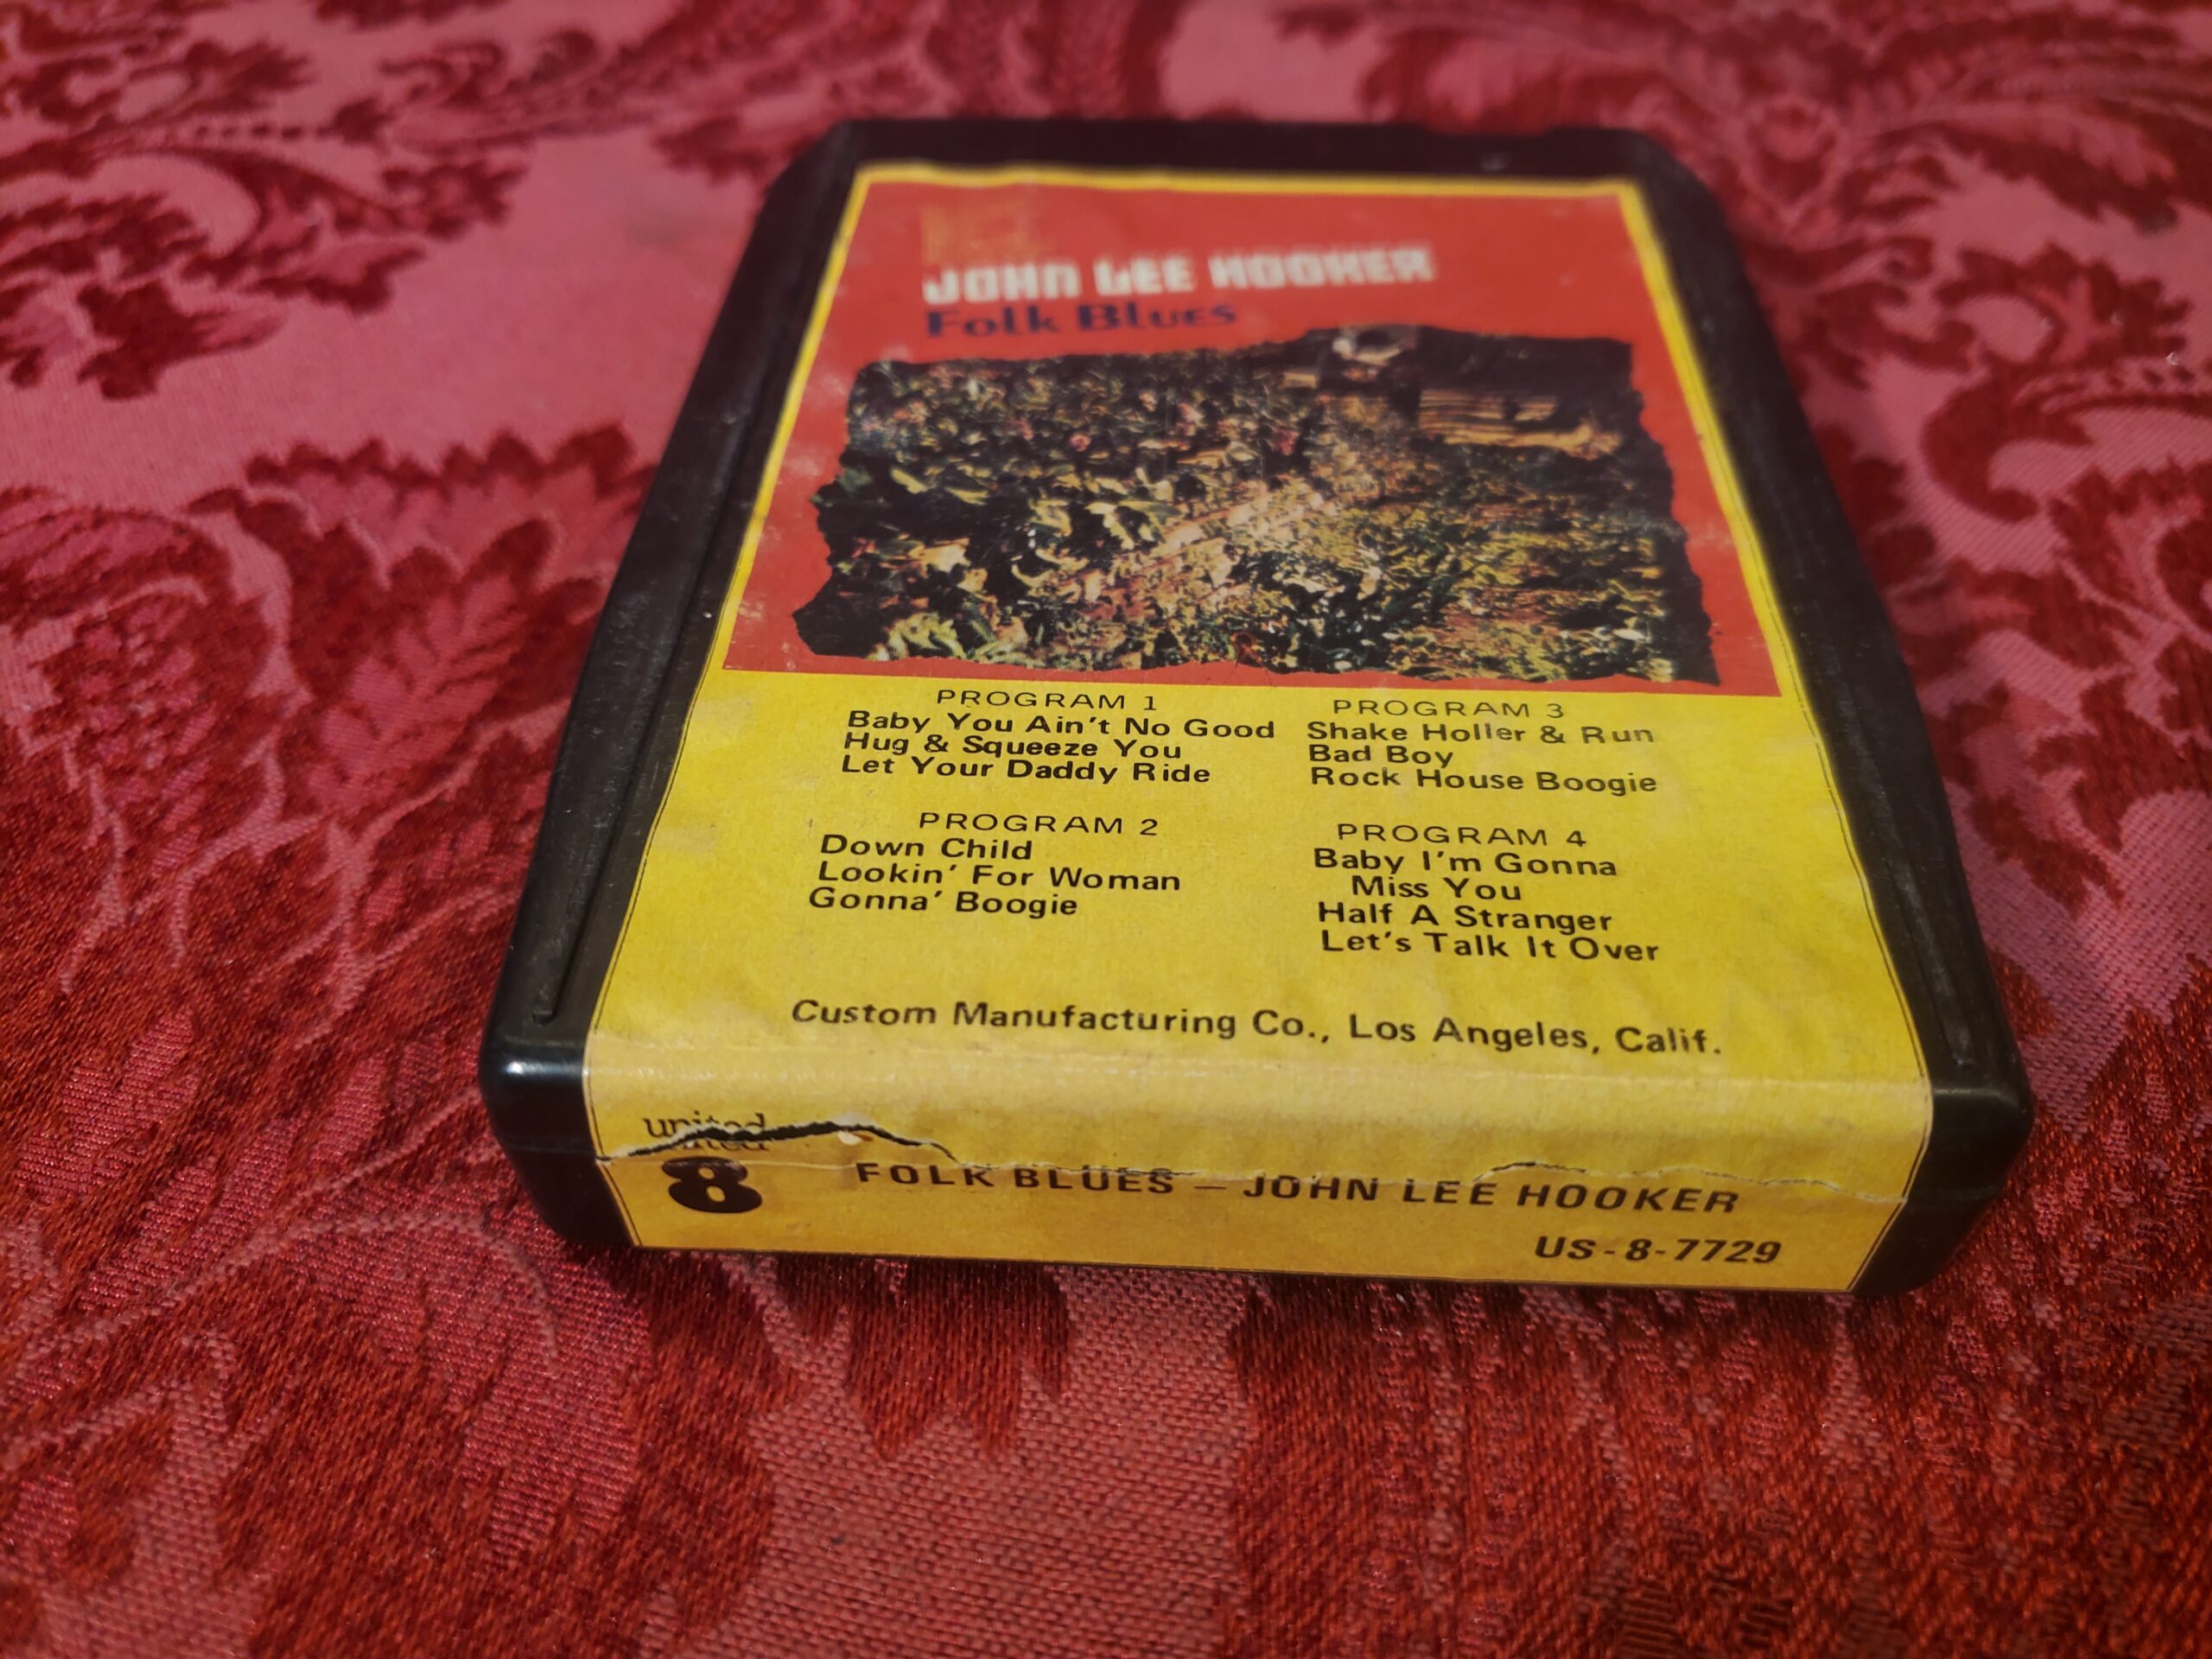 JOHN LEE HOOKER
Folk Blues
PROGRAM 1
Baby You Ain't No Good
Hug & Squeeze You
Let Your Daddy Ride
PROGRAM 2
Down Child
Lookin' For Woman
Gonna' Boogie
PROGRAM 3
Shake Holler & Run
Bad Boy
Rock House Boogie
PROGRAM 4
Baby I'm Gonna
Miss You
Half A Stranger
Let's Talk It Over
Custom Manufacturing Co., Los Angeles, Calif.
united
8
FOLK BLUES – JOHN LEE HOOKER
US-8-7729